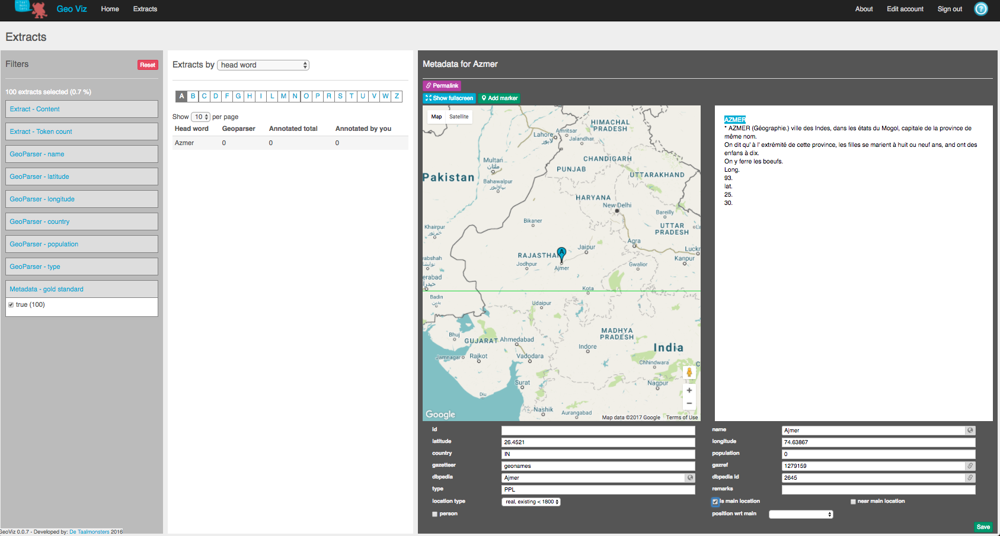 Geo Viz
Home
Extracts
About
Edit account
Sign out
?
Extracts
Filters
Reset
100 extracts selected (0.7 %)
Extract - Content
Extract - Token count
GeoParser - name
GeoParser - latitude
GeoParser - longitude
GeoParser - country
GeoParser - population
GeoParser - type
Metadata - gold standard
true (100)
GeoViz 0.0.7 - Developed by: De Taalmonsters 2016
Extracts by head word
A B C D F G H I L M N O P R S T U V W Z
Show 10 per page
Head word Geoparser Annotated total Annotated by you
Azmer 0 0 0
Metadata for Azmer
Permalink
Show fullscreen
Add marker
Map Satellite
HIMACHAL
PRADESH
Amritsar
Lahore
لاہور
Jalandhar
Multan
ملتان
CHANDIGARH
PUNJAB
UTTARAKHAND
Pakistan
Bahawalpur
بہاولپور
HARYANA
New Delhi
Bareilly
Bikaner
Khairpur
UTTAR
PRADESH
Agra
Jaipur
A
RAJASTHAN
Jodhpur
Ajmer
Gwalior
Kanpur
Luckn
Kota
Badin
بدین
Udaipur
MADHYA
PRADESH
Bhuj
GUJARAT
Ahmedabad
Indore
India
Jamnagar
Rajkot
Vadodara
Chhindwara
Surat
Nagpur
Diu
Nashik
Aurangabad
Google
Map data ©2017 Google
Terms of Use
AZMER
* AZMER (Géographie.) ville des Indes, dans les états du Mogol, capitale de la province de
même nom.
On dit qu' à l' extrémité de cette province, les filles se marient à huit ou neuf ans, and ont des
enfans à dix.
On y ferre les boeufs.
Long.
93.
lat.
25.
30.
id
name Ajmer
latitude 26.4521
longitude 74.63867
country IN
population 0
gazetteer geonames
gazref 1279159
dbpedia Ajmer
dbpedia id 2645
type PPL
remarks
location type real, existing < 1800
is main location
near main location
person
position wrt main
Save